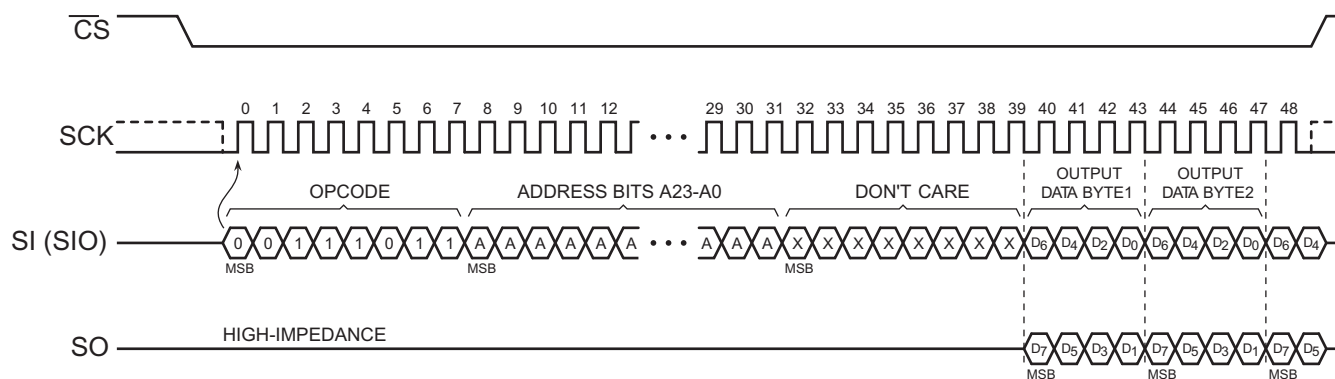 CS
0 1 2 3 4 5 6 7 8 9 10 11 12 29 30 31 32 33 34 35 36 37 38 39 40 41 42 43 44 45 46 47 48
SCK
OPCODE ADDRESS BITS A23-A0 DON'T CARE OUTPUT DATA BYTE1 OUTPUT DATA BYTE2
SI (SIO) 0 0 1 1 1 0 1 1 A A A A A A A A A X X X X X X X X D6 D4 D2 D0 D6 D4 D2 D0 D6 D4
MSB MSB MSB
HIGH-IMPEDANCE
SO D7 D5 D3 D1 D7 D5 D3 D1 D7 D5
MSB MSB MSB